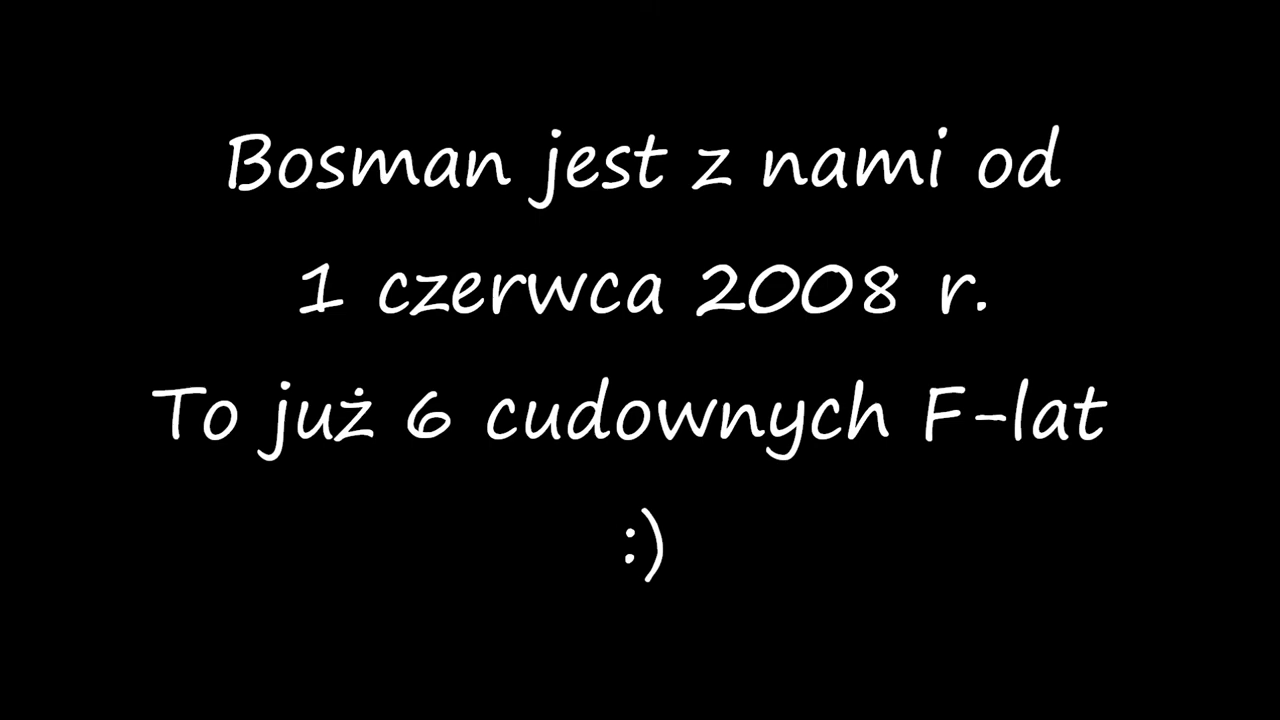 Bosman jest z nami od
1 czerwca 2008 r.
To już 6 cudownych F-lat
:)